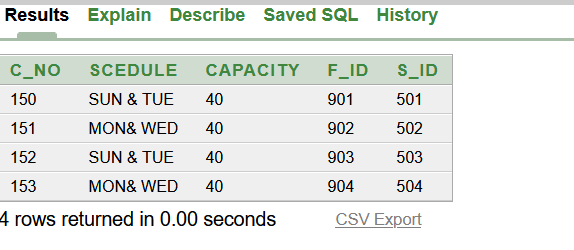 Results Explain Describe Saved SQL History
C_NO SCEDULE CAPACITY F_ID S_ID
150 SUN & TUE 40 901 501
151 MON& WED 40 902 502
152 SUN & TUE 40 903 503
153 MON& WED 40 904 504
4 rows returned in 0.00 seconds CSV Export